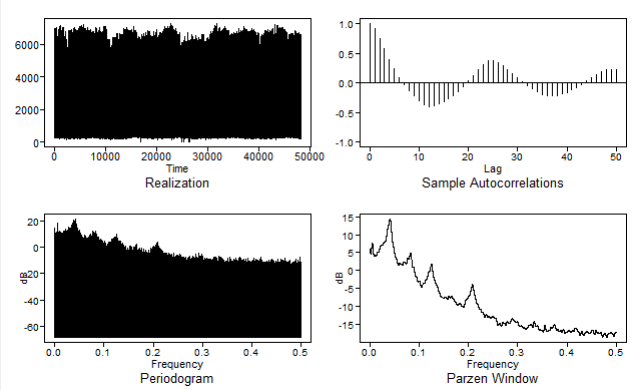 6000
4000
2000
0
0 10000 20000 30000 40000 50000
Time
Realization
1.0
0.5
0.0
-0.5
-1.0
0 10 20 30 40 50
Lag
Sample Autocorrelations
20
0
-20
-40
-60
dB
0.0 0.1 0.2 0.3 0.4 0.5
Frequency
Periodogram
15
10
5
0
-5
-10
-15
dB
0.0 0.1 0.2 0.3 0.4 0.5
Frequency
Parzen Window